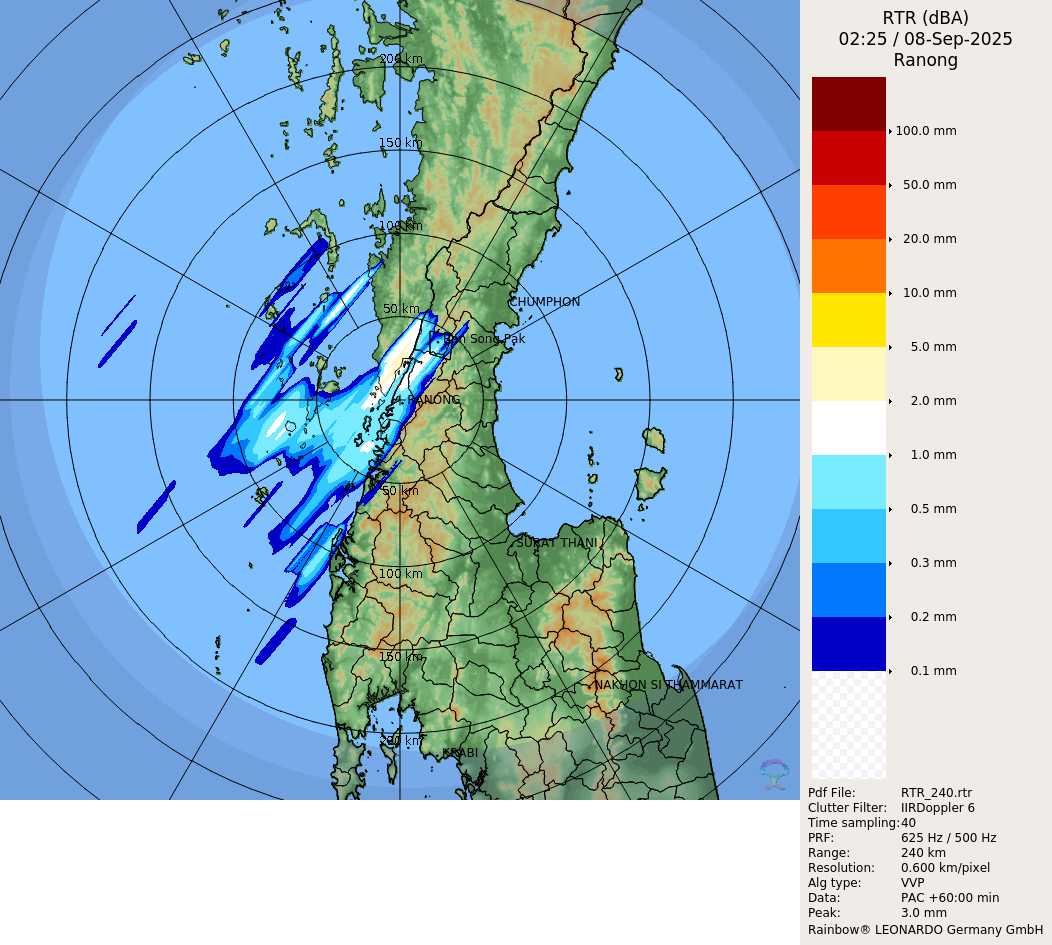 RTR (dBA)
02:25 / 08-Sep-2025
Ranong
200 km
150 km
100 km
50 km
CHUMPHON
Ban Song Pak
RANONG
50 km
SURAT THANI
100 km
150 km
NAKHON SI THAMMARAT
200 km
KRABI
100.0 mm
50.0 mm
20.0 mm
10.0 mm
5.0 mm
2.0 mm
1.0 mm
0.5 mm
0.3 mm
0.2 mm
0.1 mm
Pdf File: RTR_240.rtr
Clutter Filter: IIRDoppler 6
Time sampling: 40
PRF: 625 Hz / 500 Hz
Range: 240 km
Resolution: 0.600 km/pixel
Alg type: VVP
Data: PAC +60:00 min
Peak: 3.0 mm
Rainbow® LEONARDO Germany GmbH